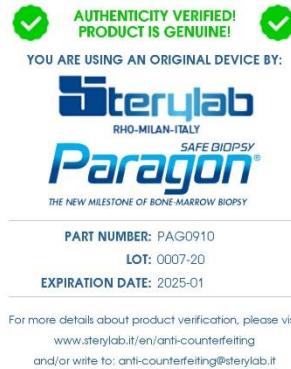 AUTHENTICITY VERIFIED!
PRODUCT IS GENUINE!
YOU ARE USING AN ORIGINAL DEVICE BY:
Sterylab
RHO-MILAN-ITALY
SAFE BIOPSY
Paragon®
THE NEW MILESTONE OF BONE-MARROW BIOPSY
PART NUMBER: PAG0910
LOT: 0007-20
EXPIRATION DATE: 2025-01
For more details about product verification, please vis
www.sterylab.it/en/anti-counterfeiting
and/or write to: anti-counterfeiting@sterylab.it